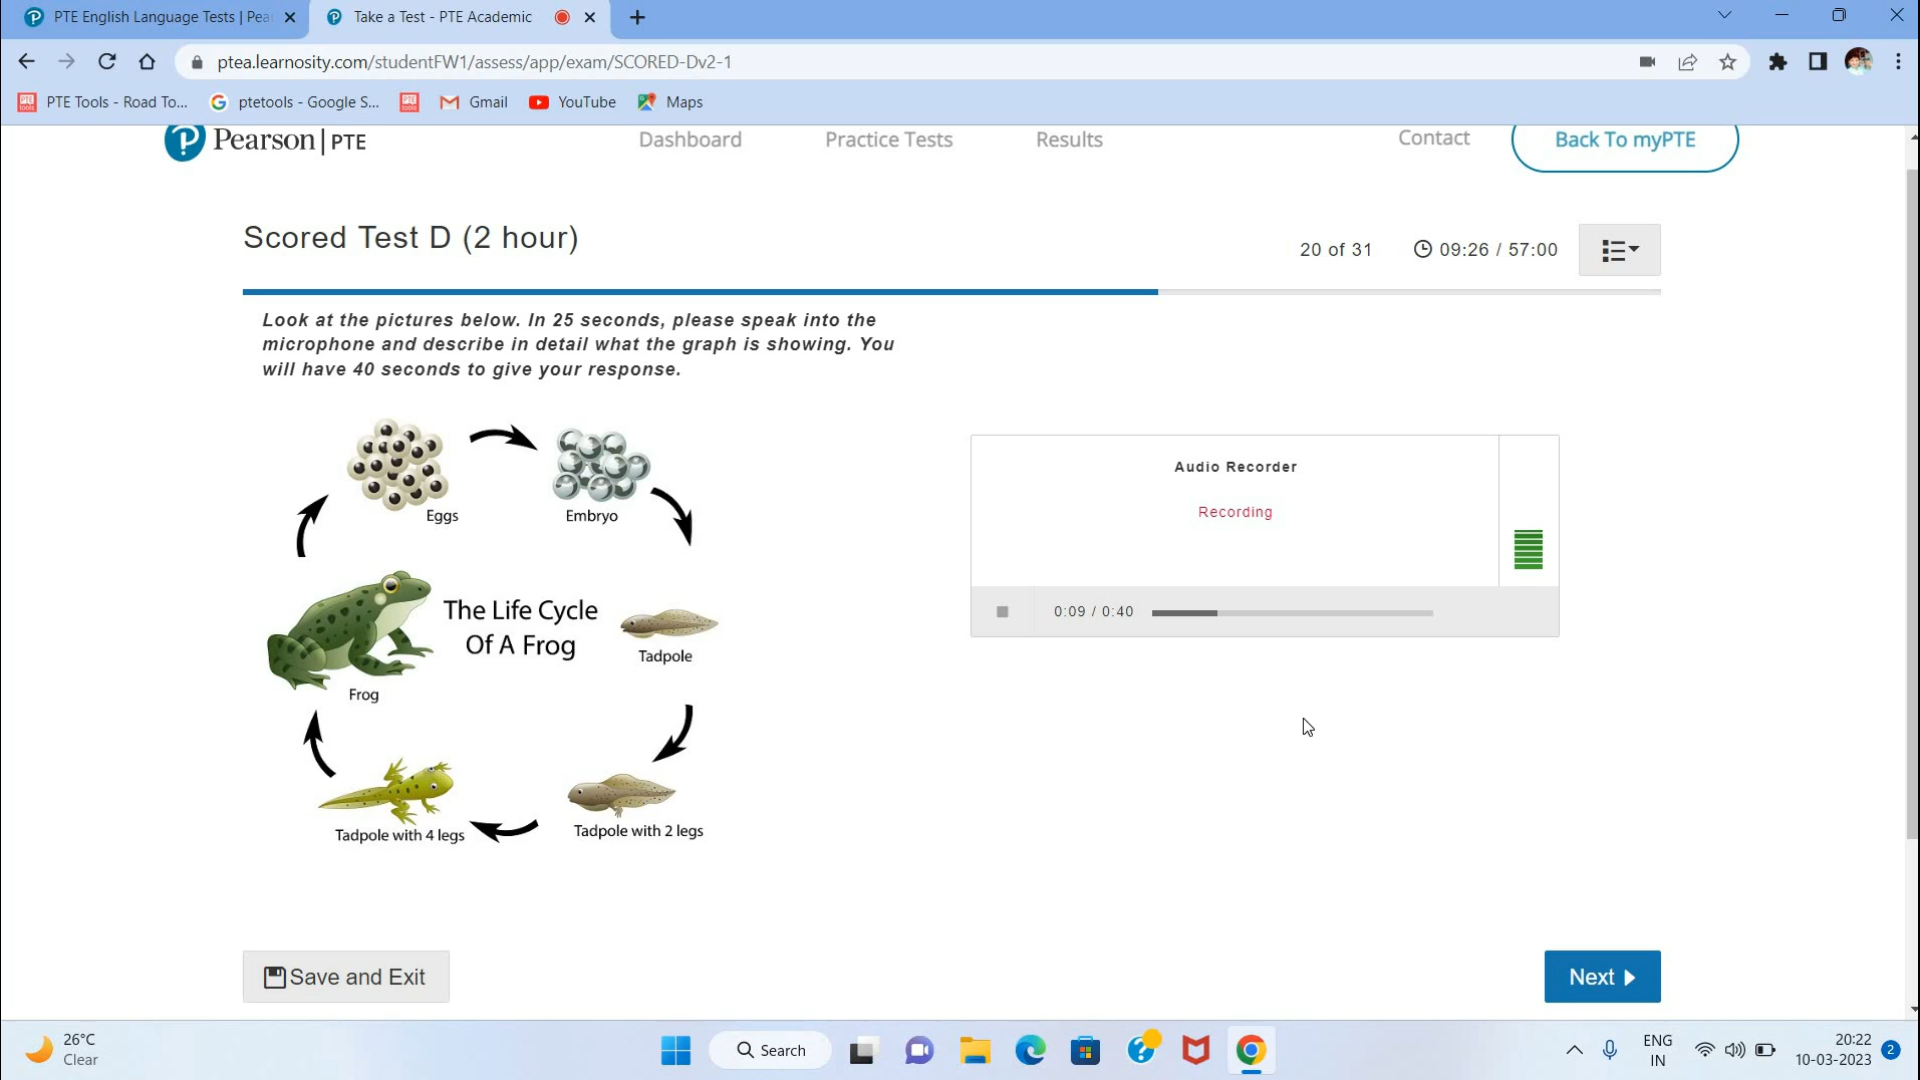 PTE English Language Tests | Pea
Take a Test - PTE Academic
ptea.learnosity.com/studentFW1/assess/app/exam/SCORED-Dv2-1
PTE Tools - Road To...
ptetools - Google S...
Gmail
YouTube
Maps
Pearson | PTE
Dashboard
Practice Tests
Results
Contact
Back To myPTE
Scored Test D (2 hour)
20 of 31
09:26 / 57:00
Look at the pictures below. In 25 seconds, please speak into the
microphone and describe in detail what the graph is showing. You
will have 40 seconds to give your response.
Eggs
Embryo
The Life Cycle
Of A Frog
Tadpole
Frog
Tadpole with 4 legs
Tadpole with 2 legs
Audio Recorder
Recording
0:09 / 0:40
Save and Exit
Next
26°C
Clear
Search
ENG
IN
20:22
10-03-2023
2